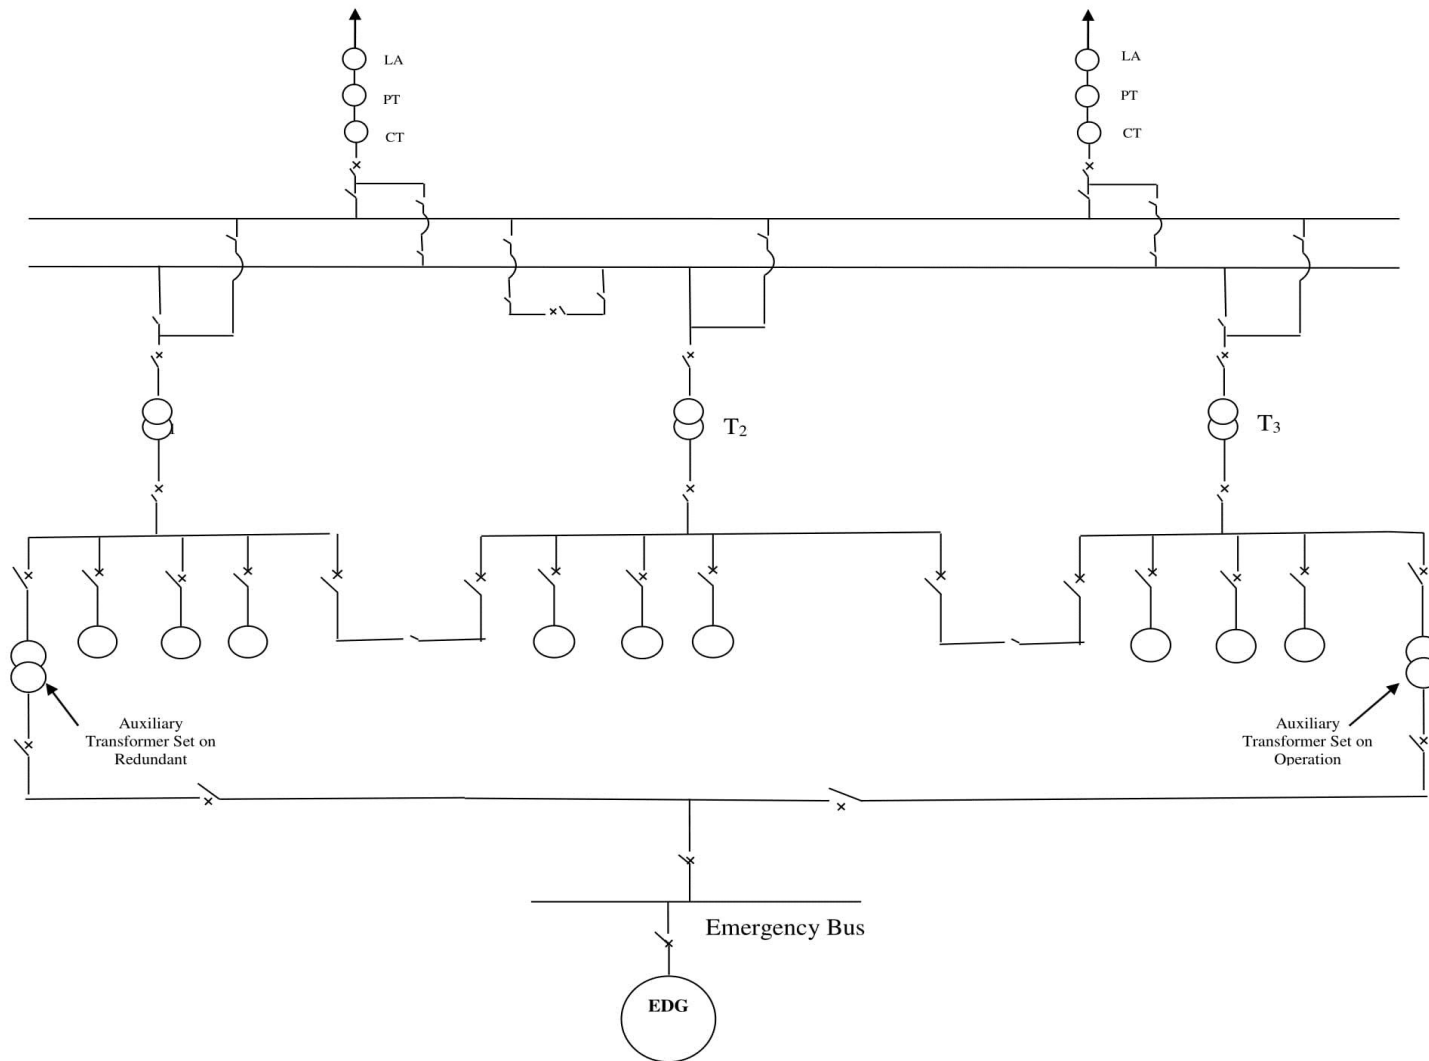 LA
LA
PT
PT
CT
CT
T2
T3
Auxiliary
Transformer Set on
Redundant
Auxiliary
Transformer Set on
Operation
Emergency Bus
EDG